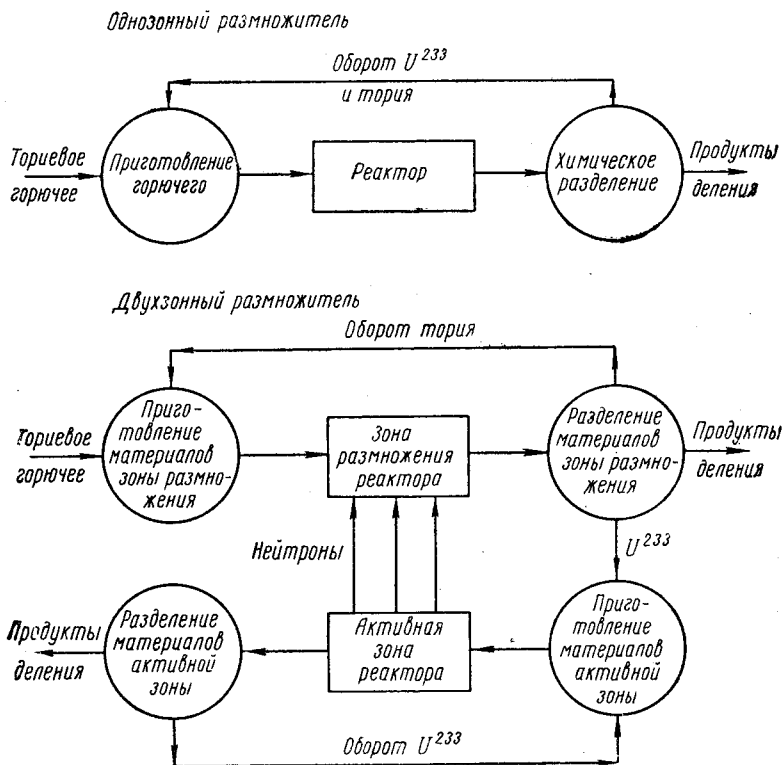 Однозонный размножитель
Оборот U²³³
и тория
Ториевое
горючее
Приготовление
горючего
Реактор
Химическое
разделение
Продукты
деления
Двухзонный размножитель
Оборот тория
Ториевое
горючее
Пригото-
товление
материалов
зоны размно-
жения
Зона
размножения
реактора
Разделение
материалов
зоны размно-
жения
Продукты
деления
Нейтроны
U²³³
Продукты
деления
Разделение
материалов
активной
зоны
Активная
зона
реактора
Приго-
товление
материалов
активной
зоны
Оборот U²³³